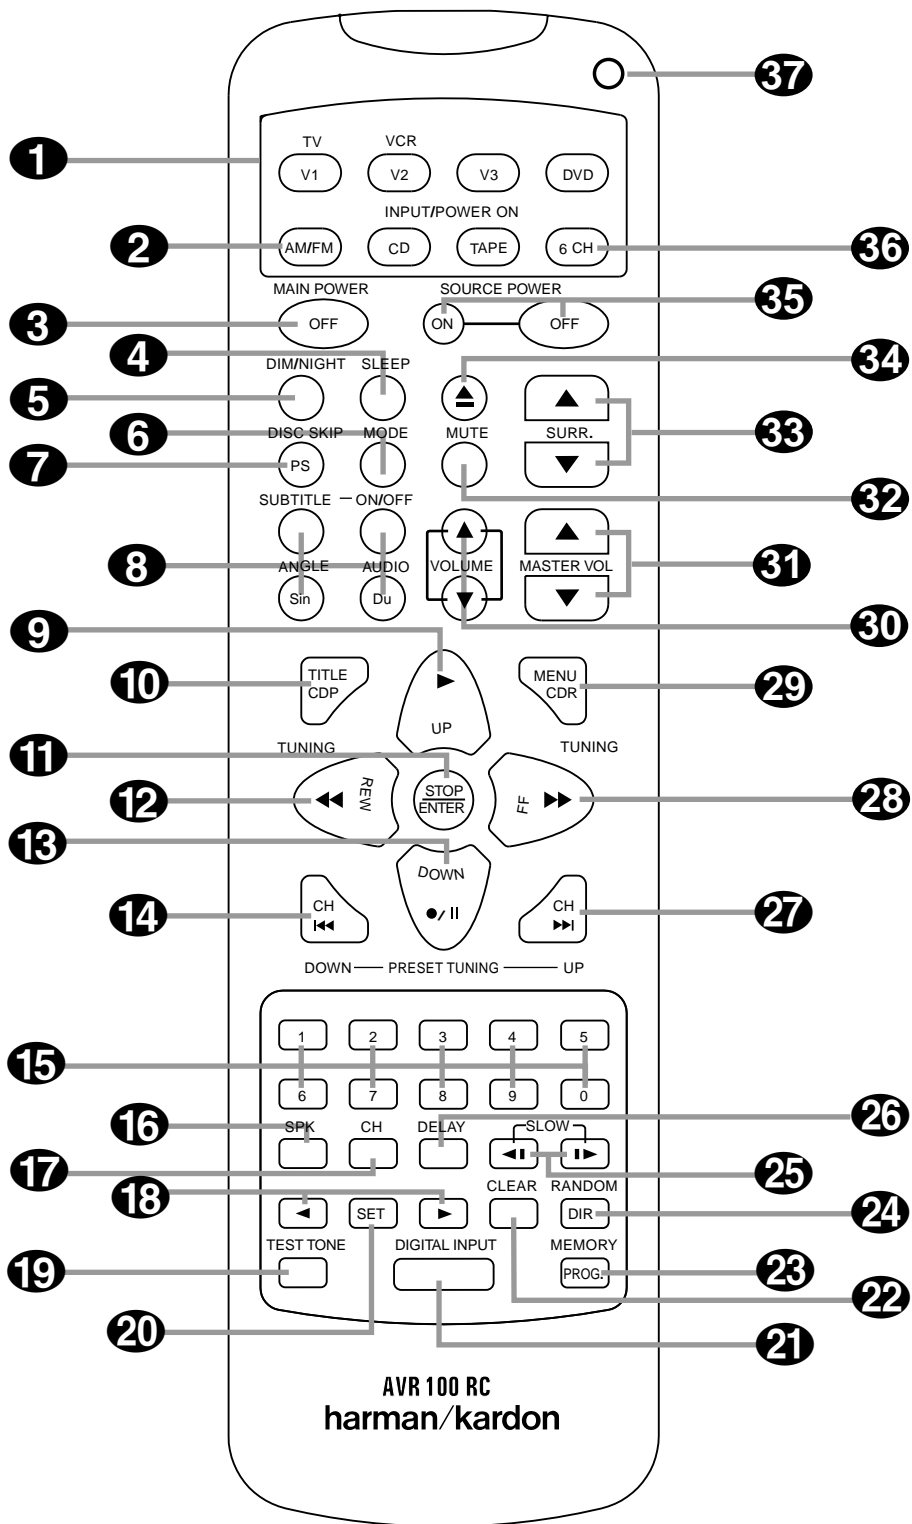 37
TV VCR
1 V1 V2 V3 DVD
INPUT/POWER ON
2 AM/FM CD TAPE 6 CH 36
MAIN POWER SOURCE POWER 35
3 OFF ON OFF
4 DIM/NIGHT SLEEP 34
5
6 DISC SKIP MODE MUTE SURR. 33
7 PS
32
SUBTITLE ON/OFF
8 ANGLE AUDIO VOLUME MASTER VOL 31
Sin Du
9 30
10 TITLE CDP MENU CDR 29
UP
11 TUNING TUNING
12 REW STOP/ENTER FF 28
13 DOWN
14 CH CH 27
DOWN PRESET TUNING UP
1 2 3 4 5
15
6 7 8 9 0
16 SPK CH DELAY SLOW 26
17 25
18 CLEAR RANDOM
SET DIR 24
TEST TONE DIGITAL INPUT MEMORY
19 PROG. 23
22
20 21
AVR 100 RC
harman/kardon